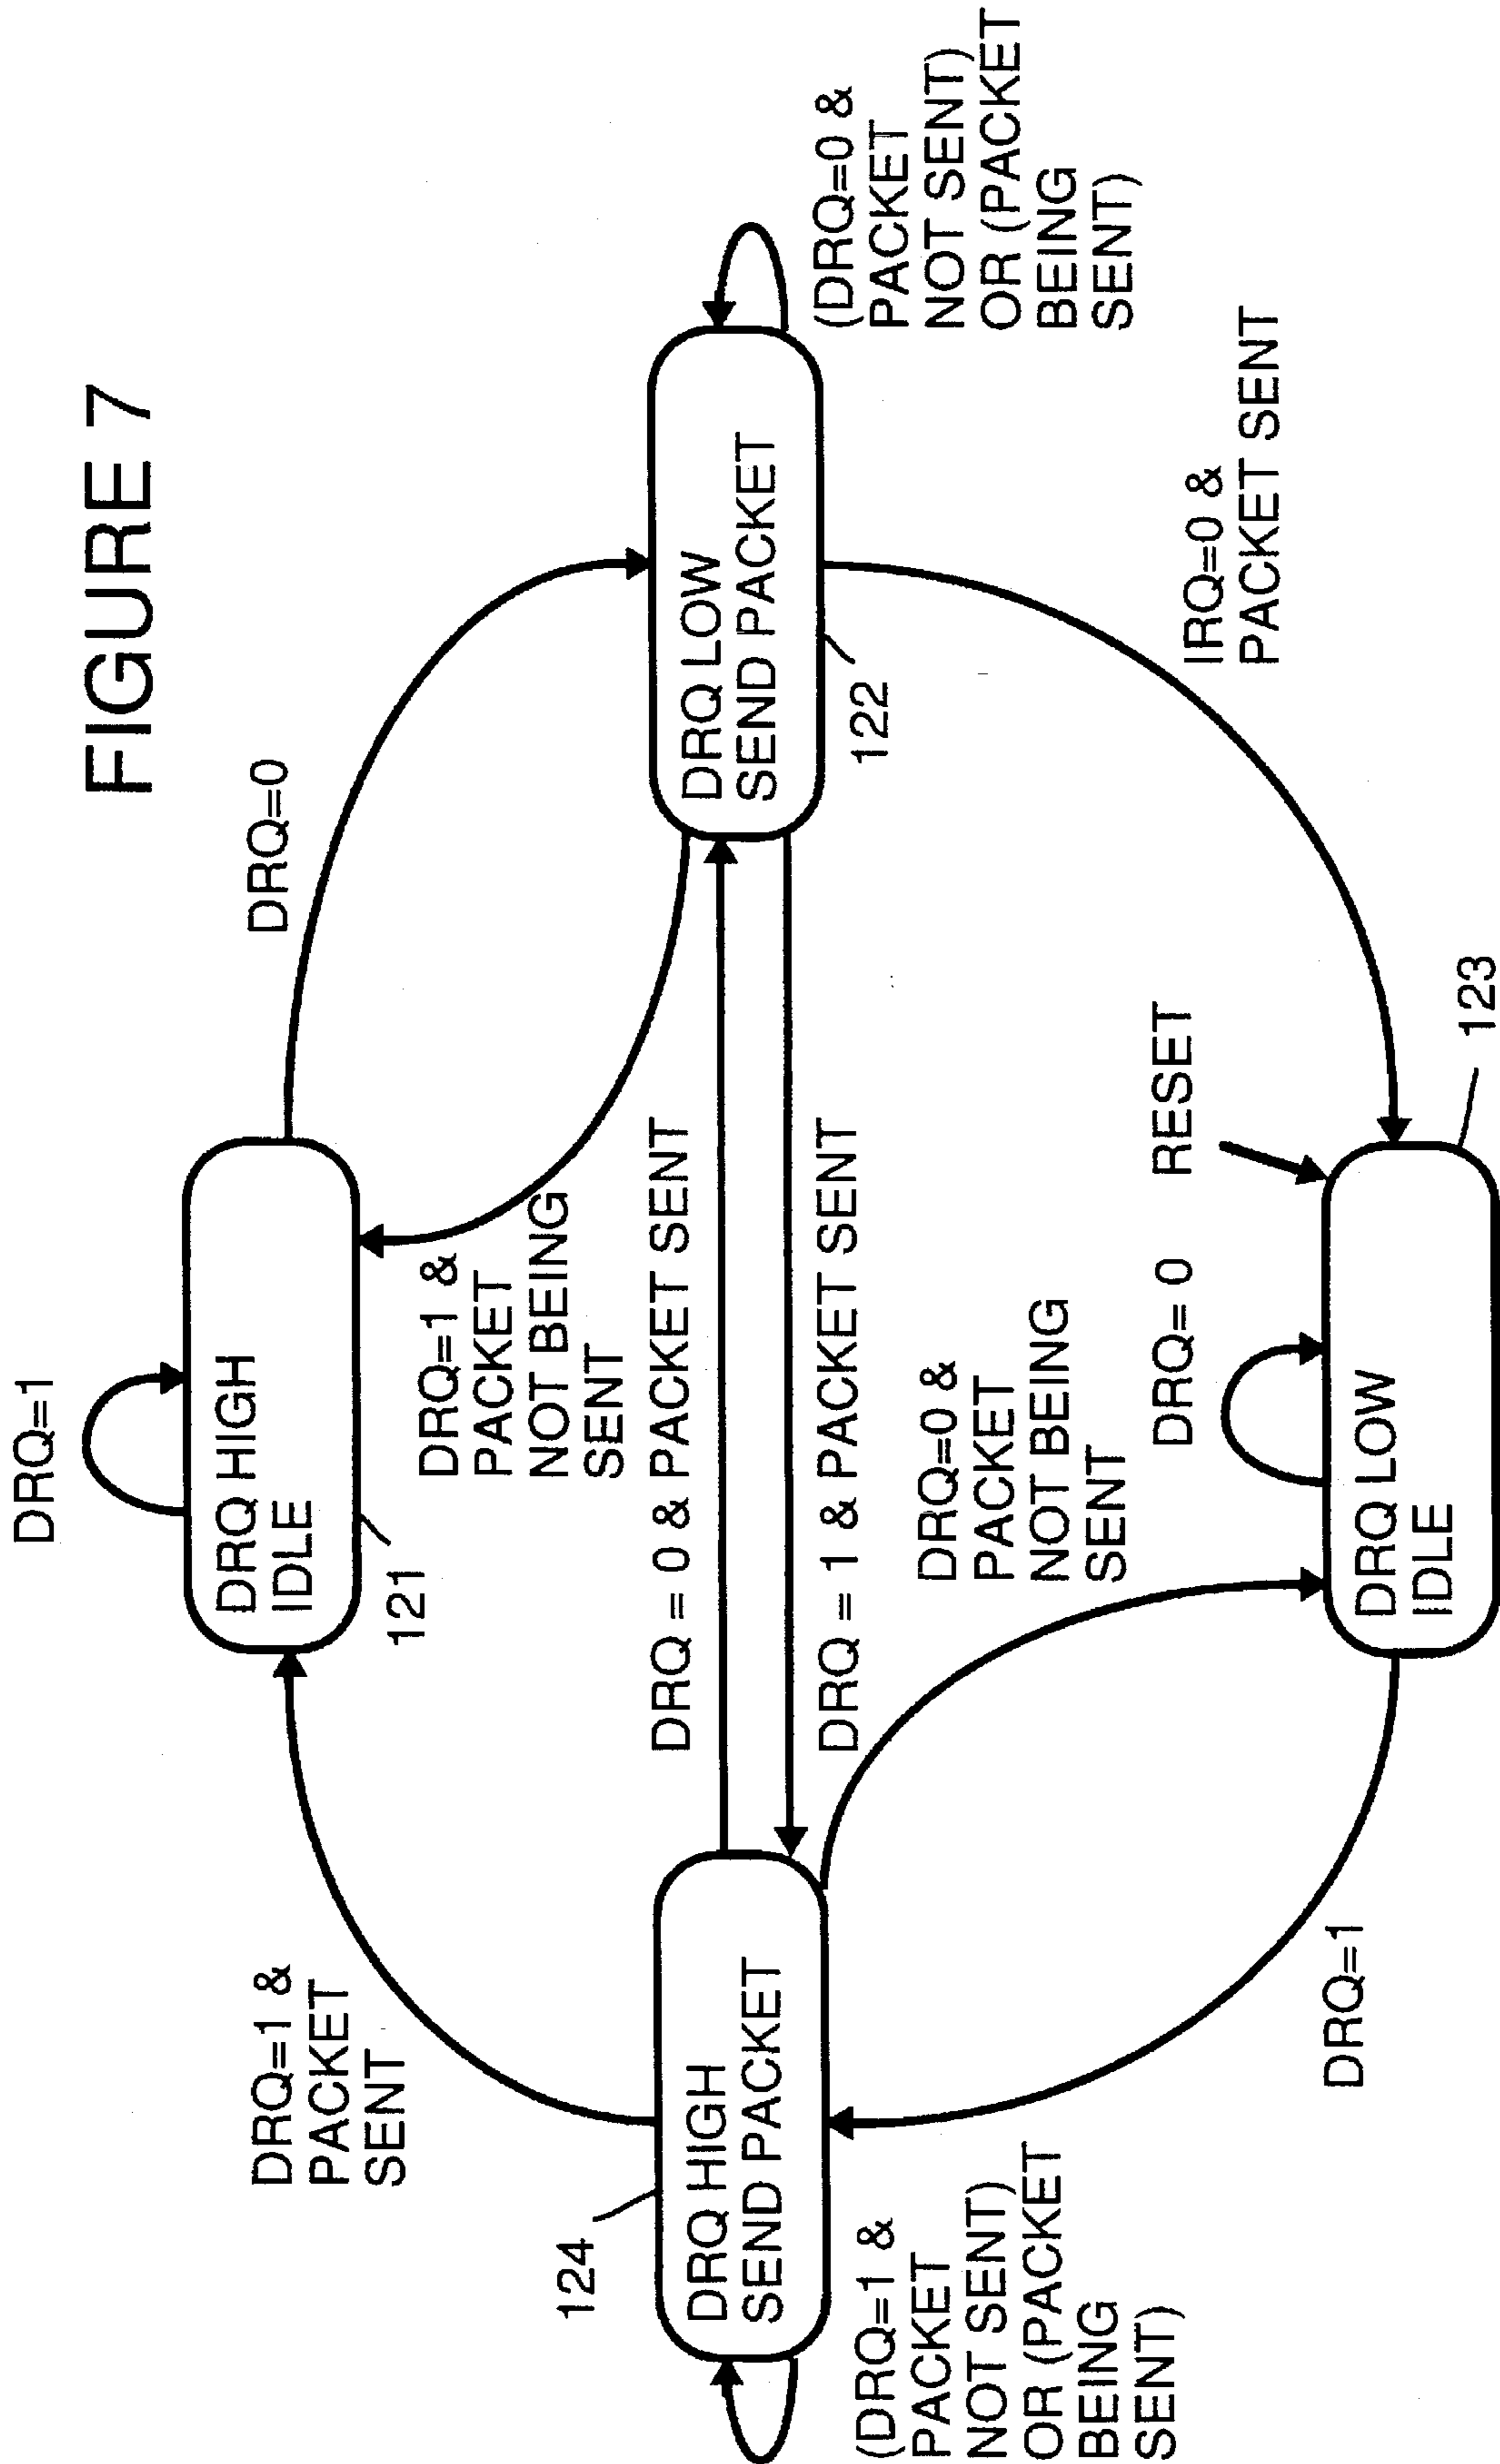 FIGURE 7
DRQ=1
DRQ HIGH
IDLE
121
DRQ=0
DRQ=1 &
PACKET
SENT
DRQ=1 &
PACKET
NOT BEING
SENT
124
DRQ HIGH
SEND PACKET
DRQ = 0 & PACKET SENT
DRQ = 1 & PACKET SENT
DRQ LOW
SEND PACKET
122
(DRQ=1 &
PACKET
NOT SENT)
OR (PACKET
BEING
SENT)
(DRQ=0 &
PACKET
NOT SENT)
OR (PACKET
BEING
SENT)
DRQ=0 &
PACKET
NOT BEING
SENT
DRQ= 0
RESET
IRQ=0 &
PACKET SENT
DRQ=1
DRQ LOW
IDLE
123